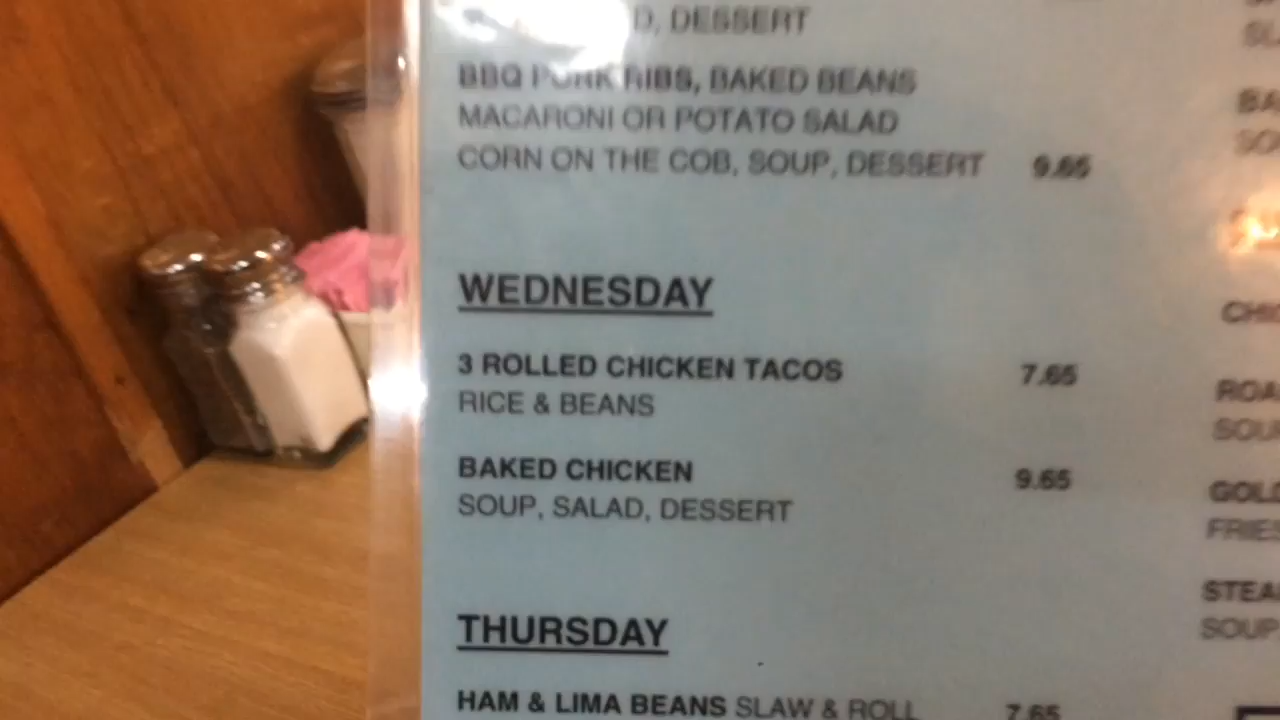 D, DESSERT
BBQ PORK RIBS, BAKED BEANS
MACARONI OR POTATO SALAD
CORN ON THE COB, SOUP, DESSERT 9.65
WEDNESDAY
3 ROLLED CHICKEN TACOS 7.65
RICE & BEANS
BAKED CHICKEN 9.65
SOUP, SALAD, DESSERT
THURSDAY
HAM & LIMA BEANS SLAW & ROLL 7.65
SOUP